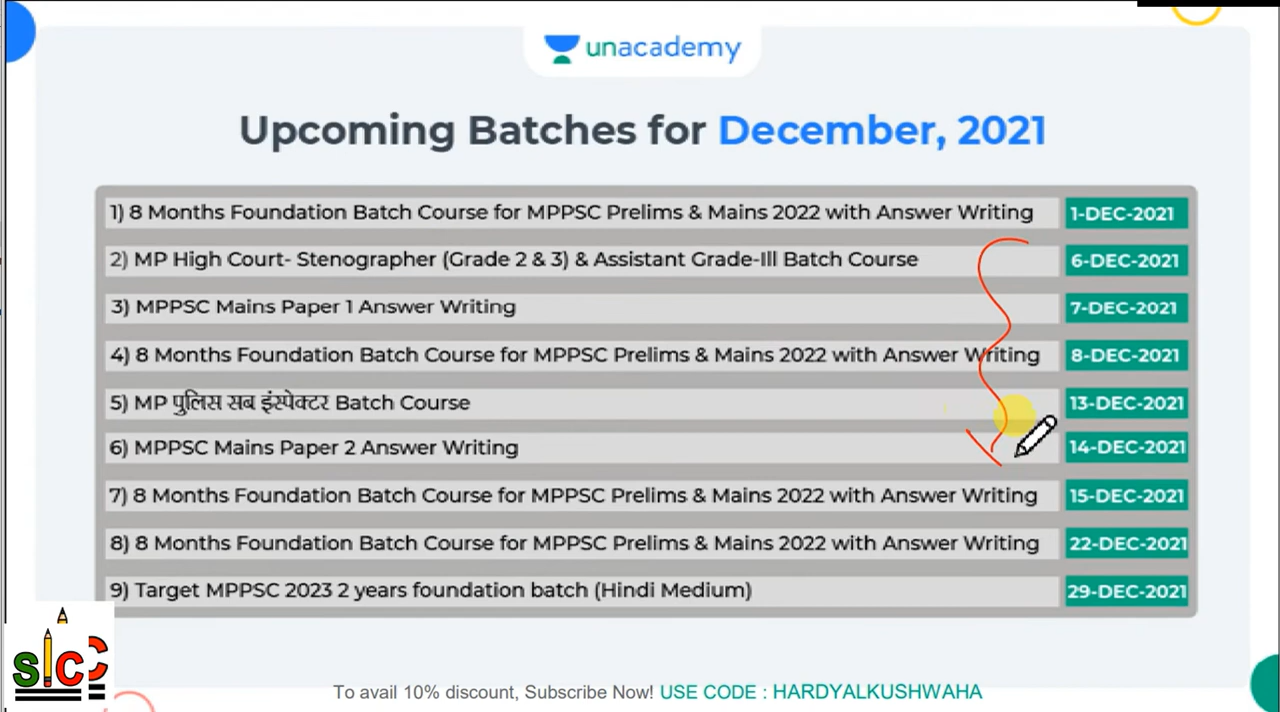 unacademy
Upcoming Batches for December, 2021
1) 8 Months Foundation Batch Course for MPPSC Prelims & Mains 2022 with Answer Writing 1-DEC-2021
2) MP High Court- Stenographer (Grade 2 & 3) & Assistant Grade-Ill Batch Course 6-DEC-2021
3) MPPSC Mains Paper 1 Answer Writing 7-DEC-2021
4) 8 Months Foundation Batch Course for MPPSC Prelims & Mains 2022 with Answer Writing 8-DEC-2021
5) MP पुलिस सब इंस्पेक्टर Batch Course 13-DEC-2021
6) MPPSC Mains Paper 2 Answer Writing 14-DEC-2021
7) 8 Months Foundation Batch Course for MPPSC Prelims & Mains 2022 with Answer Writing 15-DEC-2021
8) 8 Months Foundation Batch Course for MPPSC Prelims & Mains 2022 with Answer Writing 22-DEC-2021
9) Target MPPSC 2023 2 years foundation batch (Hindi Medium) 29-DEC-2021
SICC
To avail 10% discount, Subscribe Now! USE CODE : HARDYALKUSHWAHA